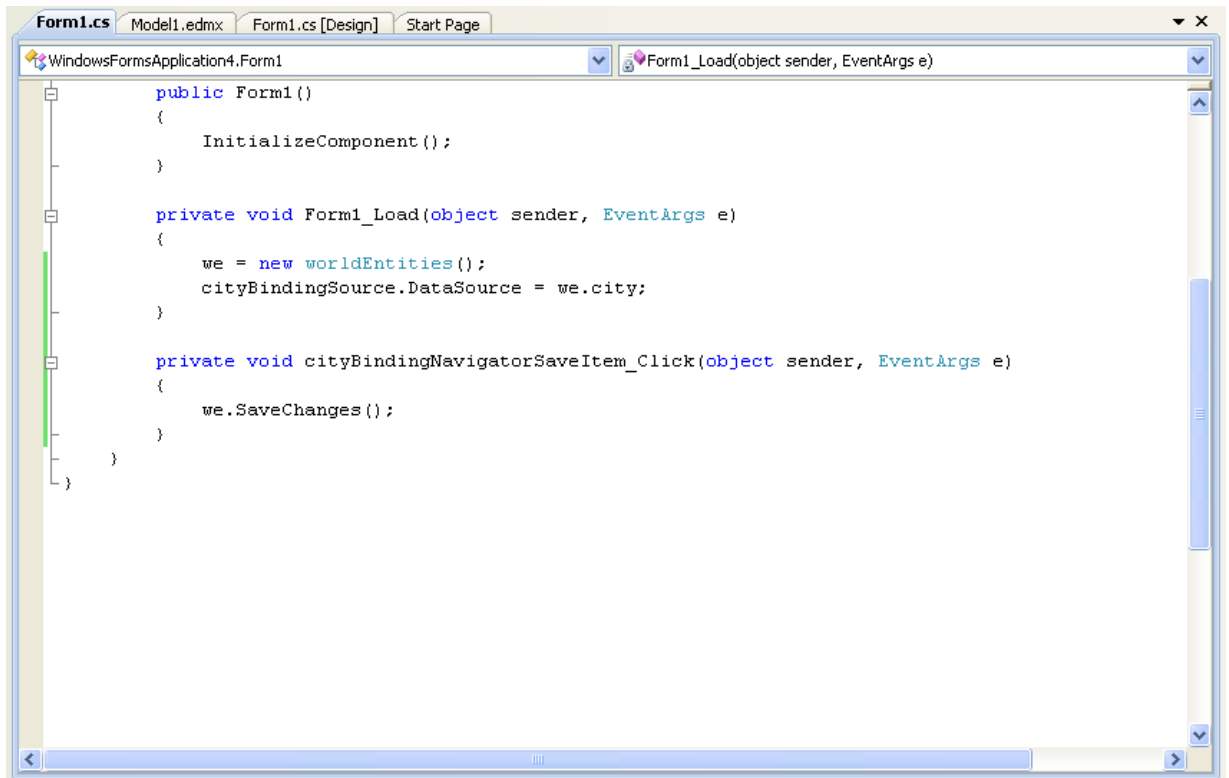 Form1.cs Model1.edmx Form1.cs [Design] Start Page
WindowsFormsApplication4.Form1 Form1_Load(object sender, EventArgs e)
public Form1()
{
InitializeComponent();
}
private void Form1_Load(object sender, EventArgs e)
{
we = new worldEntities();
cityBindingSource.DataSource = we.city;
}
private void cityBindingNavigatorSaveItem_Click(object sender, EventArgs e)
{
we.SaveChanges();
}
}
}